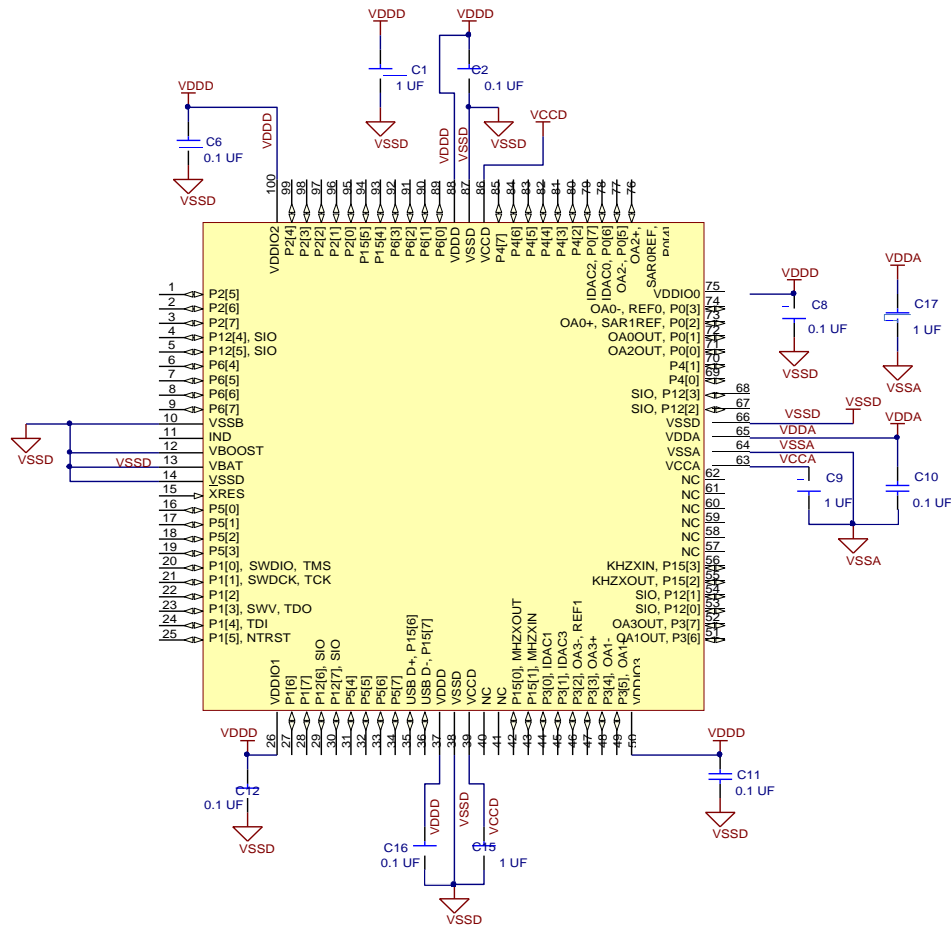 VDDD
VDDD
C1
1 UF
C2
0.1 UF
VDDD
VCCD
VSSD
VSSD
C6
0.1 UF
VDDD
VDDD
VSSD
VSSD
100
99
98
97
96
95
94
93
92
91
90
89
88
87
86
85
84
83
82
81
80
79
78
77
76
VDDIO2
P2[4]
P2[3]
P2[2]
P2[1]
P2[0]
P15[5]
P15[4]
P6[3]
P6[2]
P6[1]
P6[0]
VDDD
VSSD
VCCD
P4[7]
P4[6]
P4[5]
P4[4]
P4[3]
P4[2]
IDAC2, P0[7]
IDAC0, P0[6]
OA2-, P0[5]
OA2+,
SAR0REF,
P0[4]
1 P2[5]
2 P2[6]
3 P2[7]
4 P12[4], SIO
5 P12[5], SIO
6 P6[4]
7 P6[5]
8 P6[6]
9 P6[7]
10 VSSB
11 IND
12 VBOOST
13 VBAT
14 VSSD
15 XRES
16 P5[0]
17 P5[1]
18 P5[2]
19 P5[3]
20 P1[0], SWDIO, TMS
21 P1[1], SWDCK, TCK
22 P1[2]
23 P1[3], SWV, TDO
24 P1[4], TDI
25 P1[5], NTRST
VSSD
VSSD
VDDIO0 75
OA0-, REF0, P0[3] 74
OA0+, SAR1REF, P0[2] 73
OA0OUT, P0[1] 72
OA2OUT, P0[0] 71
P4[1] 70
P4[0] 69
SIO, P12[3] 68
SIO, P12[2] 67
VSSD 66
VDDA 65
VSSA 64
VCCA 63
NC 62
NC 61
NC 60
NC 59
NC 58
NC 57
KHZXIN, P15[3] 56
KHZXOUT, P15[2] 55
SIO, P12[1] 54
SIO, P12[0] 53
OA3OUT, P3[7] 52
OA1OUT, P3[6] 51
VDDD
C8
0.1 UF
VSSD
VDDA
C17
1 UF
VSSA
VSSD
VSSD
VDDA
VDDA
VSSA
VCCA
C9
1 UF
C10
0.1 UF
VSSA
VDDIO1
P1[6]
P1[7]
P12[6], SIO
P12[7], SIO
P5[4]
P5[5]
P5[6]
P5[7]
USB D+, P15[6]
USB D-, P15[7]
VDDD
VSSD
VCCD
NC
NC
P15[0], MHZXOUT
P15[1], MHZXIN
P3[0], IDAC1
P3[1], IDAC3
P3[2], OA3-, REF1
P3[3], OA3+
P3[4], OA1-
P3[5], OA1+
VDDIO3
26
27
28
29
30
31
32
33
34
35
36
37
38
39
40
41
42
43
44
45
46
47
48
49
50
VDDD
C12
0.1 UF
VSSD
VDDD
VSSD
VCCD
C16
0.1 UF
C15
1 UF
VSSD
VDDD
C11
0.1 UF
VSSD